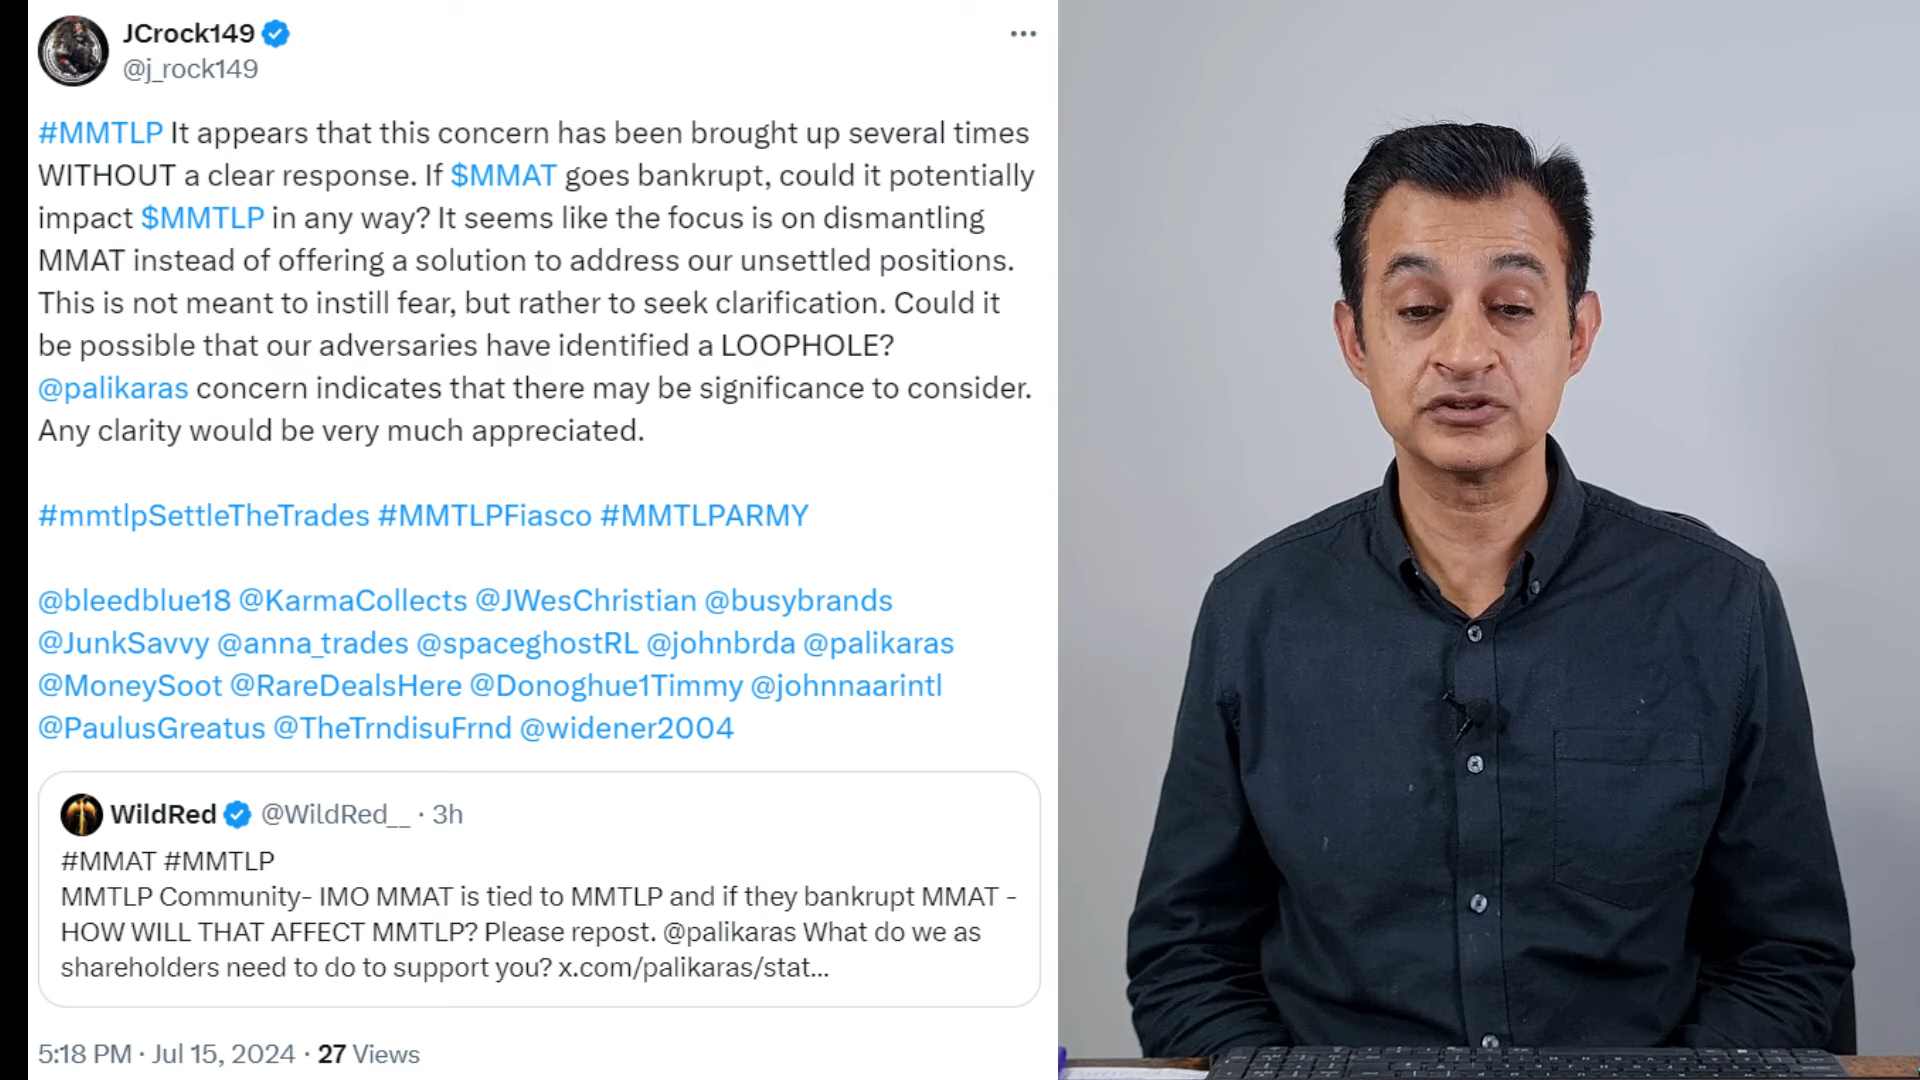 JCrock149
@j_rock149
#MMTLP It appears that this concern has been brought up several times
WITHOUT a clear response. If $MMAT goes bankrupt, could it potentially
impact $MMTLP in any way? It seems like the focus is on dismantling
MMAT instead of offering a solution to address our unsettled positions.
This is not meant to instill fear, but rather to seek clarification. Could it
be possible that our adversaries have identified a LOOPHOLE?
@palikaras concern indicates that there may be significance to consider.
Any clarity would be very much appreciated.
#mmtlpSettleTheTrades #MMTLPFiasco #MMTLPARMY
@bleedblue18 @KarmaCollects @JWesChristian @busybrands
@JunkSavvy @anna_trades @spaceghostRL @johnbrda @palikaras
@MoneySoot @RareDealsHere @Donoghue1Timmy @johnnaarintl
@PaulusGreatus @TheTrndisuFrnd @widener2004
WildRed @WildRed__ · 3h
#MMAT #MMTLP
MMTLP Community- IMO MMAT is tied to MMTLP and if they bankrupt MMAT -
HOW WILL THAT AFFECT MMTLP? Please repost. @palikaras What do we as
shareholders need to do to support you? x.com/palikaras/stat...
5:18 PM · Jul 15, 2024 · 27 Views